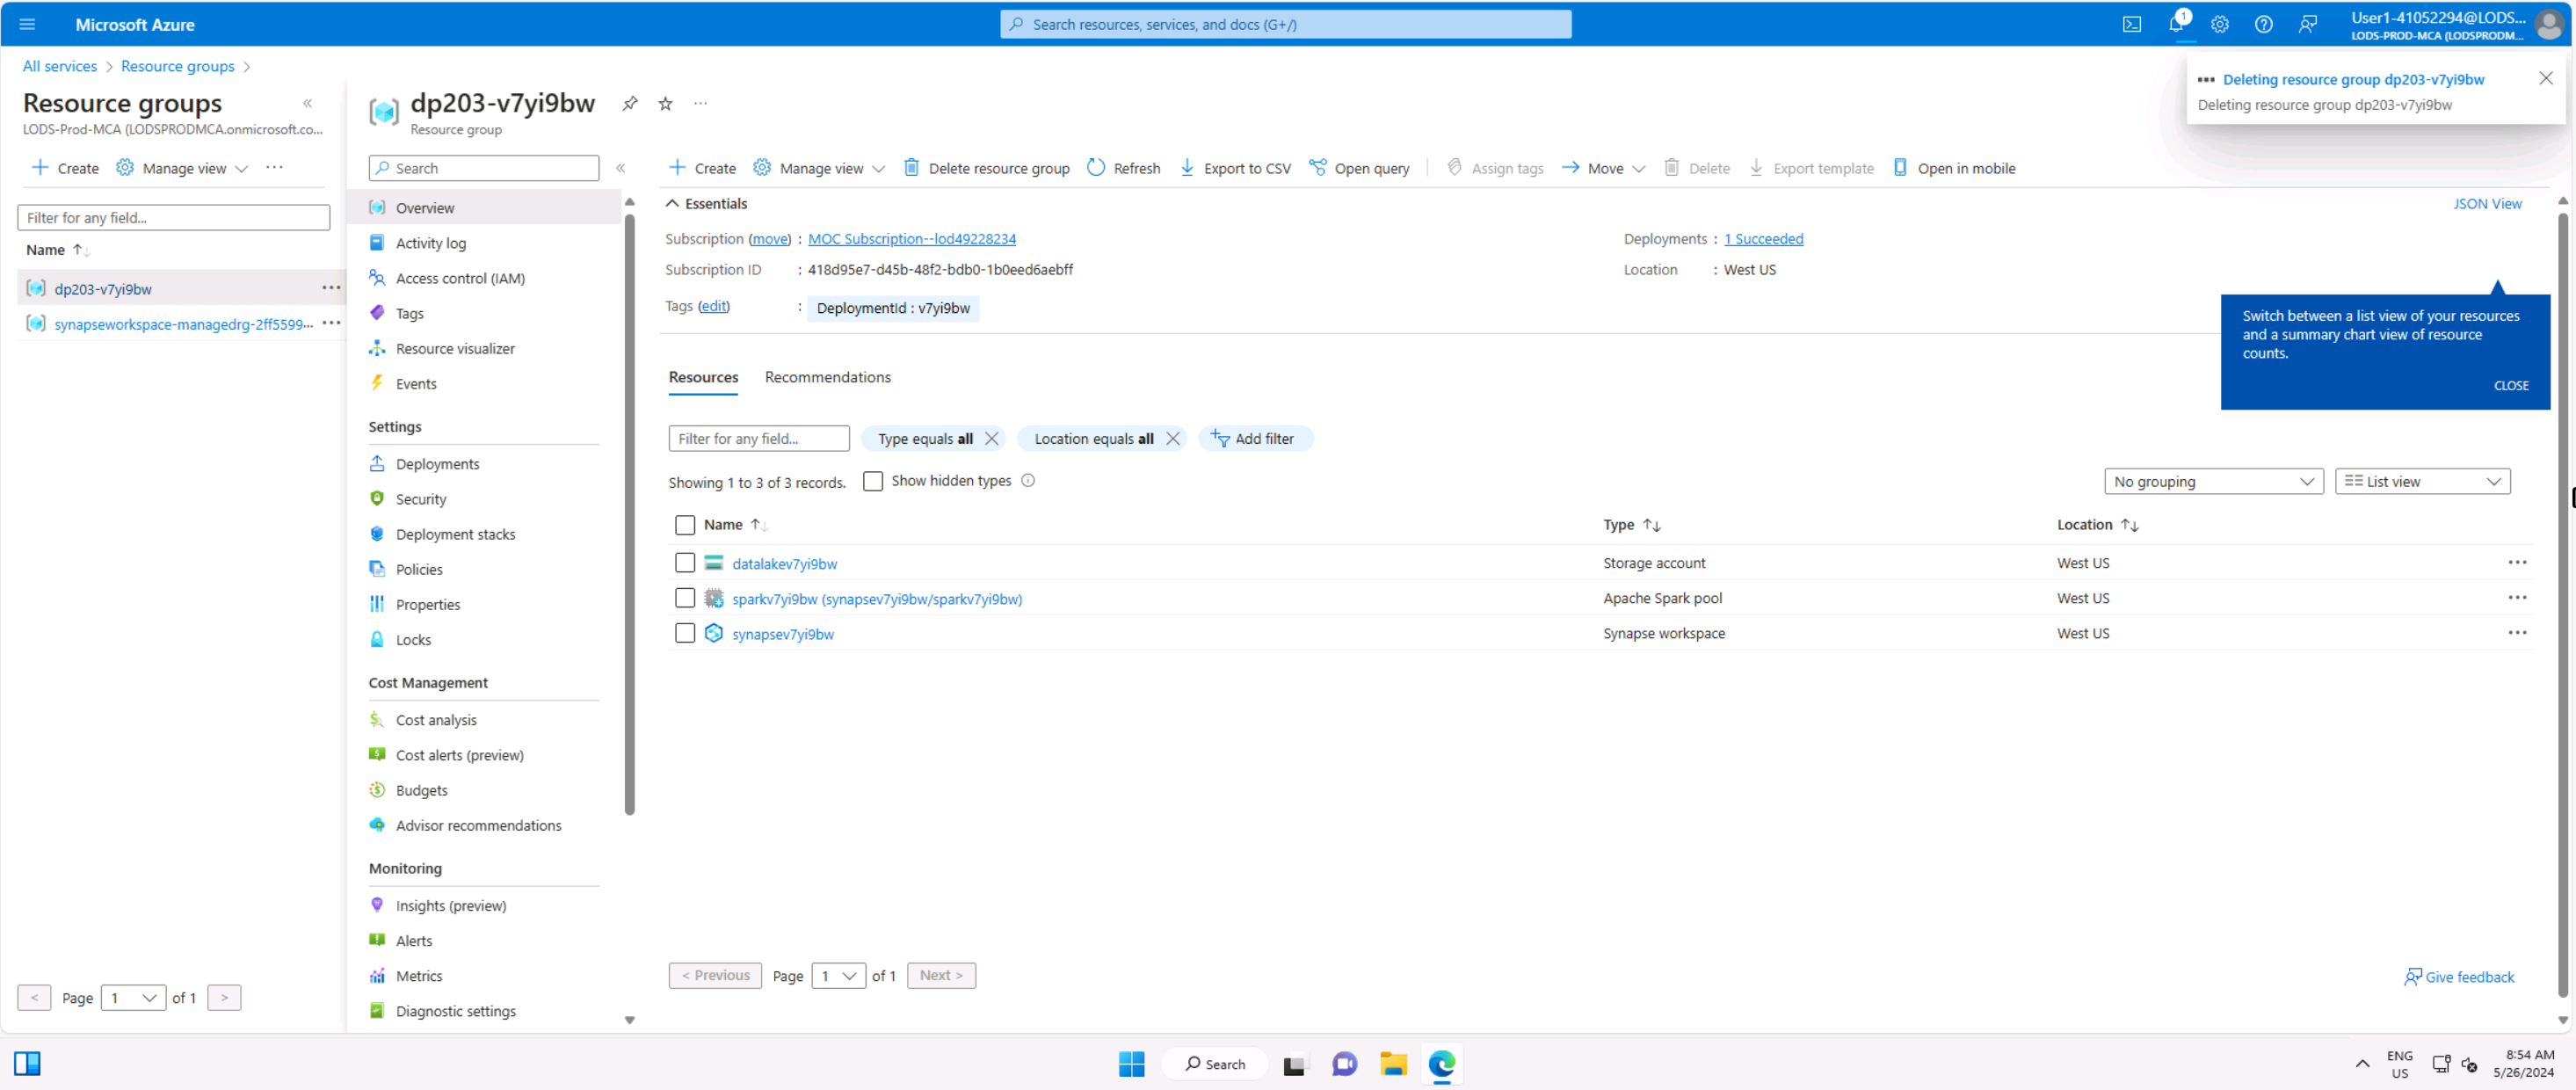 Microsoft Azure
Search resources, services, and docs (G+/)
1
User1-41052294@LODS...
LODS-PROD-MCA (LODSPRODM...
All services > Resource groups >
Deleting resource group dp203-v7yi9bw
Deleting resource group dp203-v7yi9bw
Resource groups
LODS-Prod-MCA (LODSPRODMCA.onmicrosoft.co...
Create Manage view ...
Filter for any field...
Name
dp203-v7yi9bw
synapseworkspace-managedrg-2ff5599...
< Page 1 of 1 >
dp203-v7yi9bw
Resource group
Search
Overview
Activity log
Access control (IAM)
Tags
Resource visualizer
Events
Settings
Deployments
Security
Deployment stacks
Policies
Properties
Locks
Cost Management
Cost analysis
Cost alerts (preview)
Budgets
Advisor recommendations
Monitoring
Insights (preview)
Alerts
Metrics
Diagnostic settings
Create Manage view Delete resource group Refresh Export to CSV Open query Assign tags Move Delete Export template Open in mobile
Essentials
JSON View
Subscription (move) : MOC Subscription--lod49228234
Deployments : 1 Succeeded
Subscription ID : 418d95e7-d45b-48f2-bdb0-1b0eed6aebff
Location : West US
Tags (edit) : DeploymentId : v7yi9bw
Switch between a list view of your resources
and a summary chart view of resource
counts.
CLOSE
Resources Recommendations
Filter for any field... Type equals all Location equals all Add filter
Showing 1 to 3 of 3 records. Show hidden types
No grouping List view
Name Type Location
datalakev7yi9bw Storage account West US
sparkv7yi9bw (synapsev7yi9bw/sparkv7yi9bw) Apache Spark pool West US
synapsev7yi9bw Synapse workspace West US
< Previous Page 1 of 1 Next >
Give feedback
Search
ENG
US
8:54 AM
5/26/2024